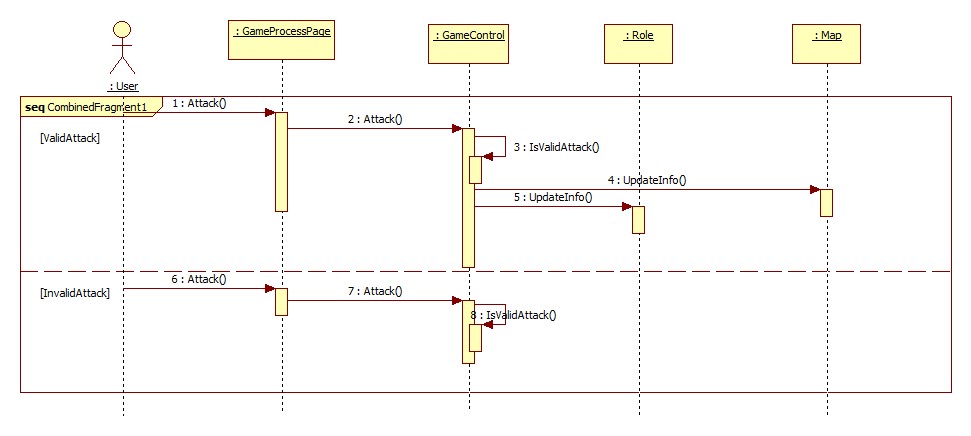 : User
: GameProcessPage
: GameControl
: Role
: Map
seq CombinedFragment1
1 : Attack()
2 : Attack()
[ValidAttack]
3 : IsValidAttack()
4 : UpdateInfo()
5 : UpdateInfo()
6 : Attack()
[InvalidAttack]
7 : Attack()
8 : IsValidAttack()